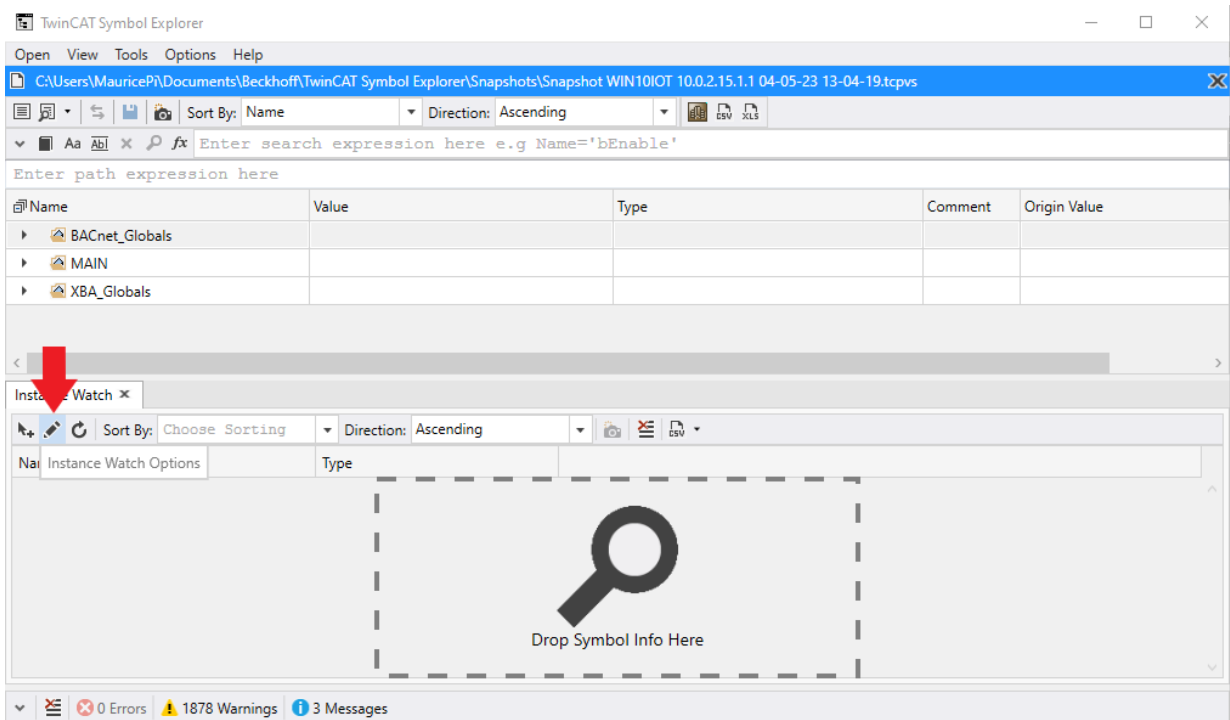 TwinCAT Symbol Explorer
Open View Tools Options Help
C:\Users\MauricePi\Documents\Beckhoff\TwinCAT Symbol Explorer\Snapshots\Snapshot WIN10IOT 10.0.2.15.1.1 04-05-23 13-04-19.tcpvs
Sort By: Name Direction: Ascending CSV XLS
Aa Abl fx Enter search expression here e.g Name='bEnable'
Enter path expression here
Name Value Type Comment Origin Value
BACnet_Globals
MAIN
XBA_Globals
Watch
Sort By: Choose Sorting Direction: Ascending CSV
Instance Watch Options Type
Drop Symbol Info Here
0 Errors 1878 Warnings 3 Messages